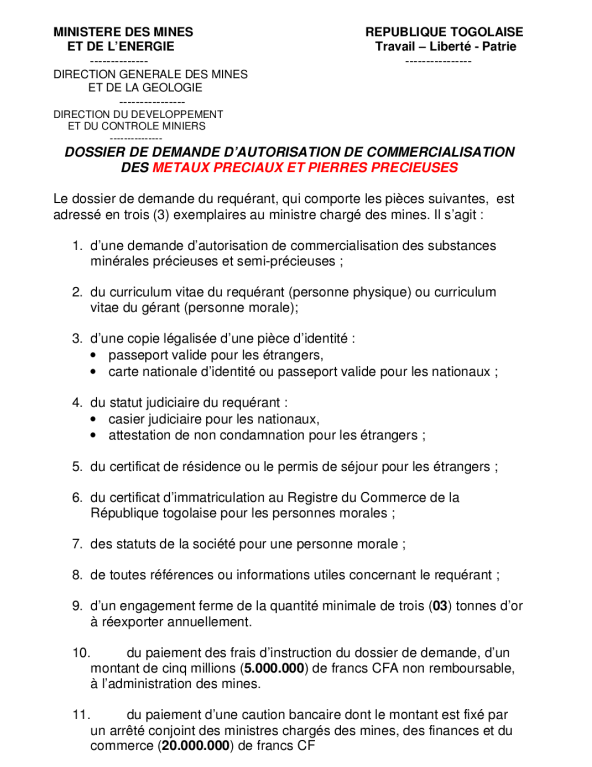 MINISTERE DES MINES
ET DE L'ENERGIE
--------------
DIRECTION GENERALE DES MINES
ET DE LA GEOLOGIE
----------------
DIRECTION DU DEVELOPPEMENT
ET DU CONTROLE MINIERS
---------------
REPUBLIQUE TOGOLAISE
Travail – Liberté - Patrie
----------------
DOSSIER DE DEMANDE D'AUTORISATION DE COMMERCIALISATION
DES METAUX PRECIAUX ET PIERRES PRECIEUSES
Le dossier de demande du requérant, qui comporte les pièces suivantes, est
adressé en trois (3) exemplaires au ministre chargé des mines. Il s'agit :
1. d'une demande d'autorisation de commercialisation des substances
minérales précieuses et semi-précieuses ;
2. du curriculum vitae du requérant (personne physique) ou curriculum
vitae du gérant (personne morale);
3. d'une copie légalisée d'une pièce d'identité :
• passeport valide pour les étrangers,
• carte nationale d'identité ou passeport valide pour les nationaux ;
4. du statut judiciaire du requérant :
• casier judiciaire pour les nationaux,
• attestation de non condamnation pour les étrangers ;
5. du certificat de résidence ou le permis de séjour pour les étrangers ;
6. du certificat d'immatriculation au Registre du Commerce de la
République togolaise pour les personnes morales ;
7. des statuts de la société pour une personne morale ;
8. de toutes références ou informations utiles concernant le requérant ;
9. d'un engagement ferme de la quantité minimale de trois (03) tonnes d'or
à réexporter annuellement.
10. du paiement des frais d'instruction du dossier de demande, d'un
montant de cinq millions (5.000.000) de francs CFA non remboursable,
à l'administration des mines.
11. du paiement d'une caution bancaire dont le montant est fixé par
un arrêté conjoint des ministres chargés des mines, des finances et du
commerce (20.000.000) de francs CF